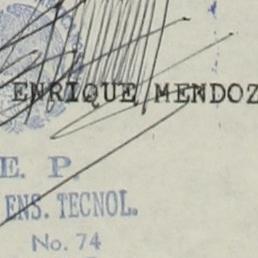 ENRIQUE MENDOZ
E. P.
ENS. TECNOL.
No. 74